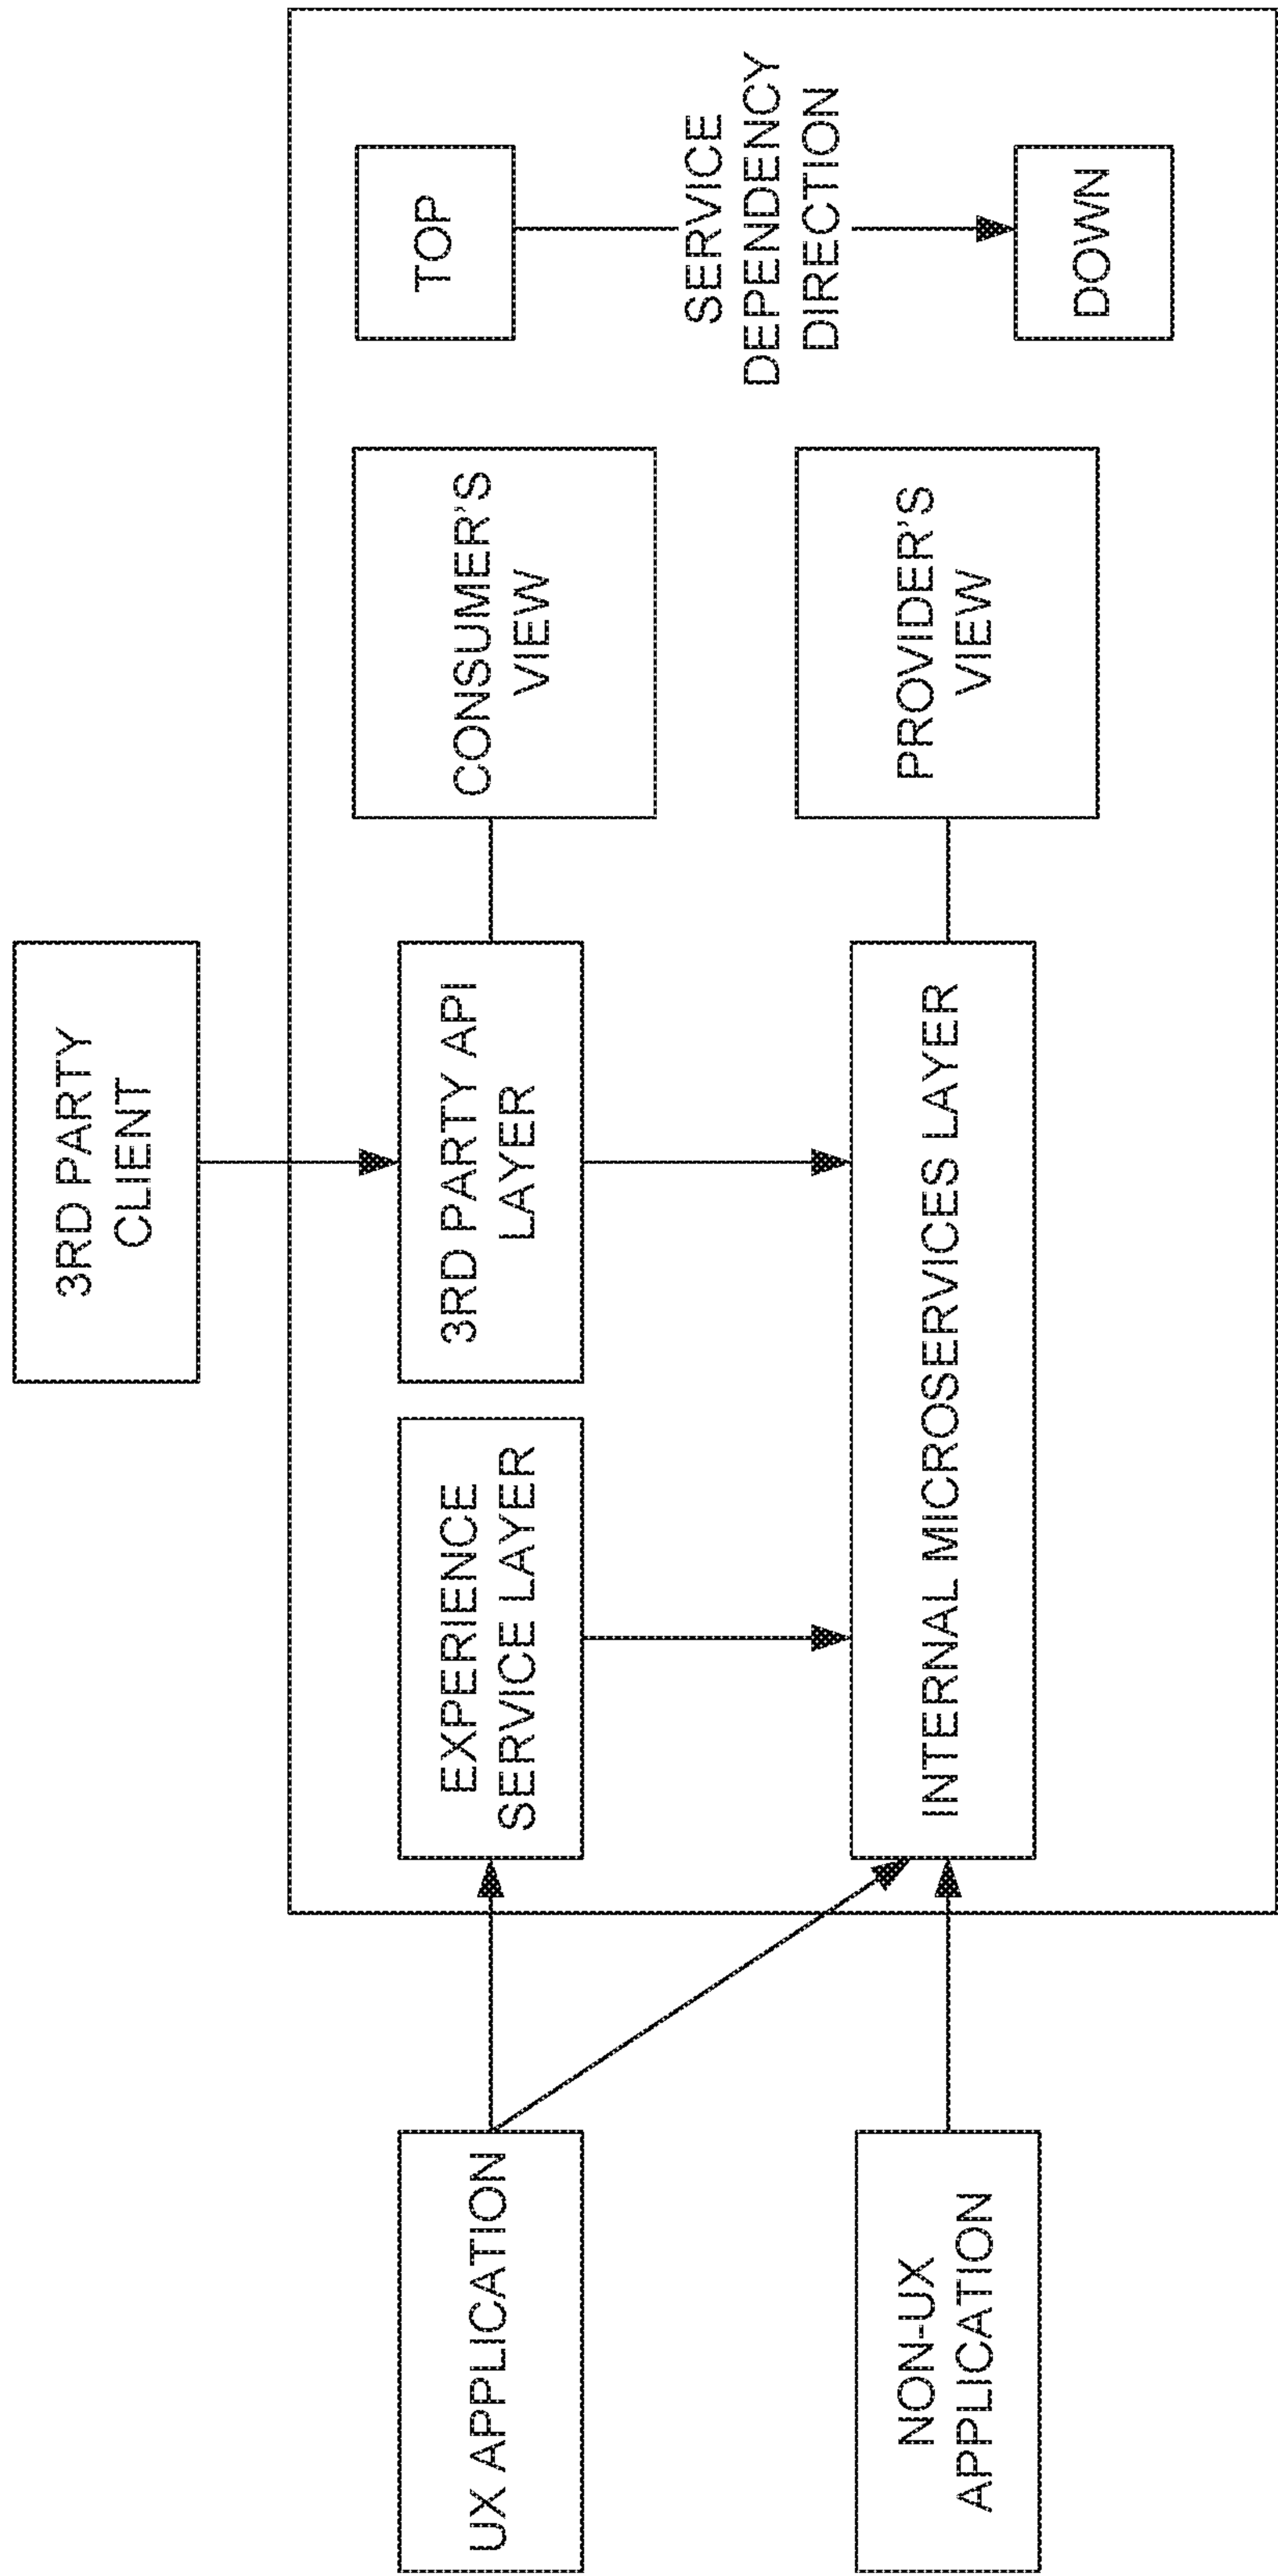 3RD PARTY
CLIENT
UX APPLICATION
EXPERIENCE
SERVICE LAYER
3RD PARTY API
LAYER
CONSUMER'S
VIEW
TOP
SERVICE
DEPENDENCY
DIRECTION
NON-UX
APPLICATION
INTERNAL MICROSERVICES LAYER
PROVIDER'S
VIEW
DOWN